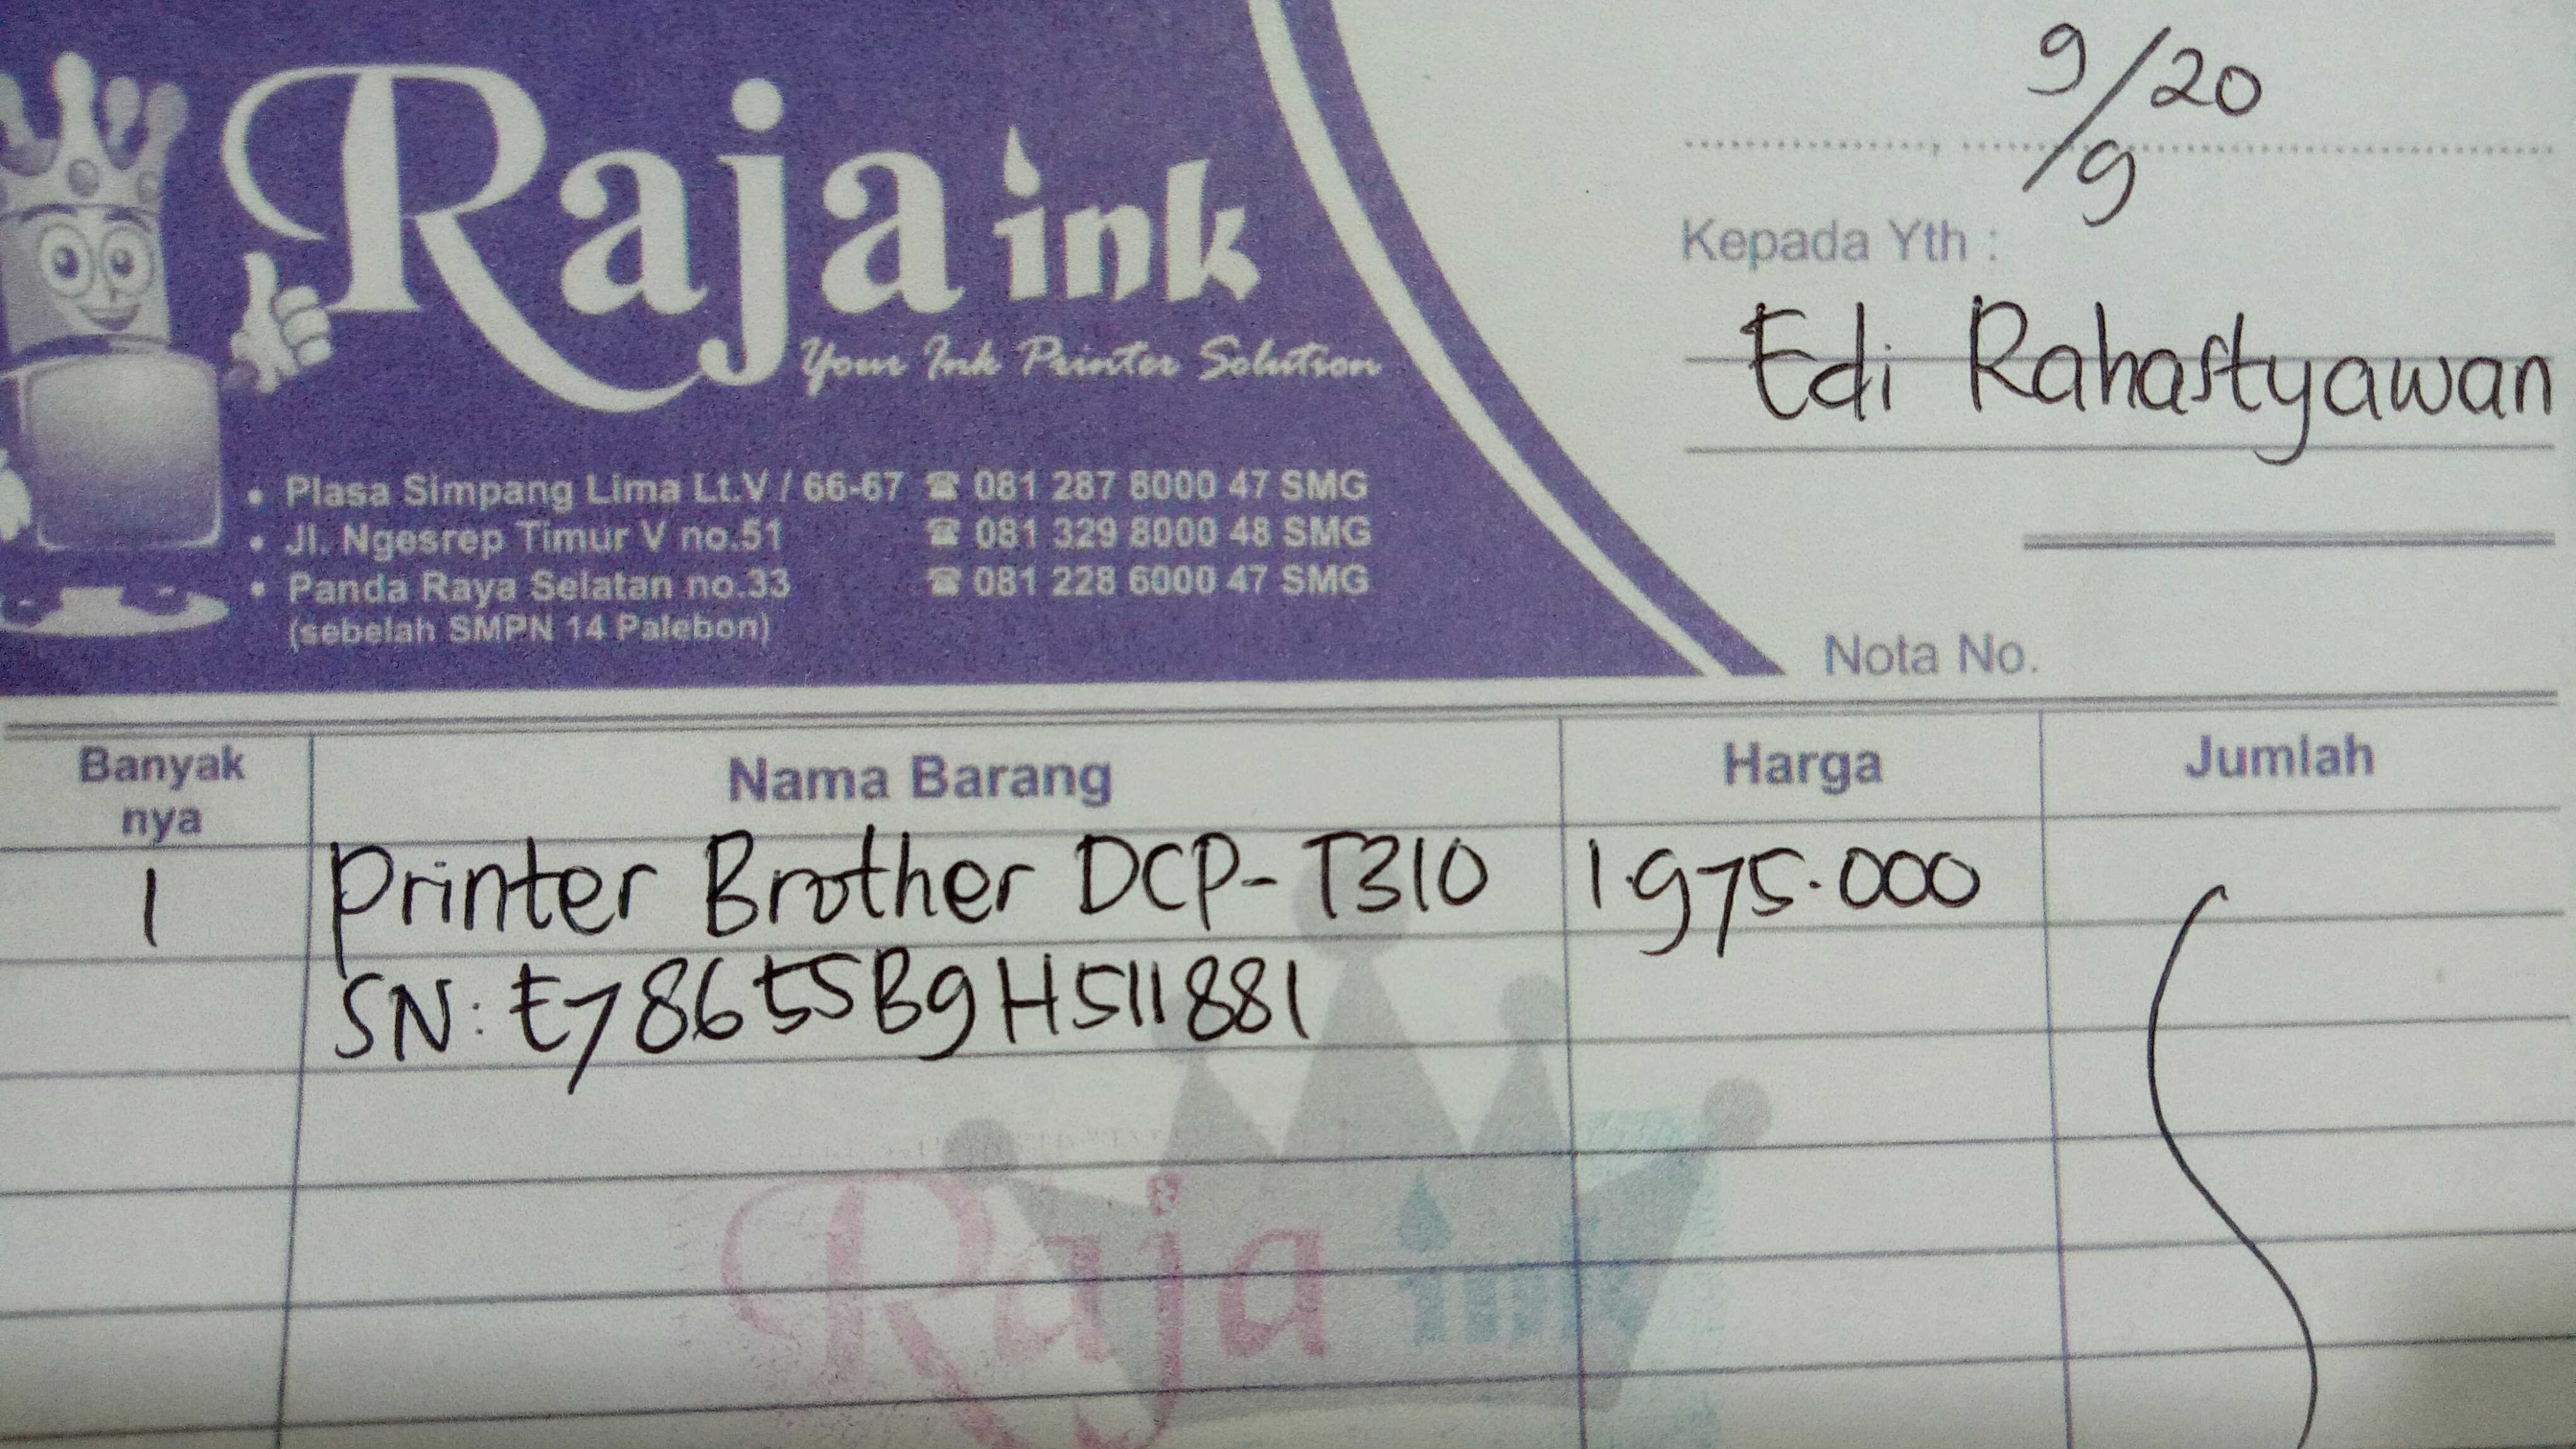 Raja ink
Your Ink Printer Solution
• Plasa Simpang Lima Lt.V / 66-67 ☎ 081 287 8000 47 SMG
• Jl. Ngesrep Timur V no.51 ☎ 081 329 8000 48 SMG
• Panda Raya Selatan no.33 ☎ 081 228 6000 47 SMG
(sebelah SMPN 14 Palebon)
9/9 20
Kepada Yth :
Edi Rahastyawan
Nota No.
Banyak nya Nama Barang Harga Jumlah
1 Printer Brother DCP-T310 1.975.000
SN: E78655B9H511881
Raja ink